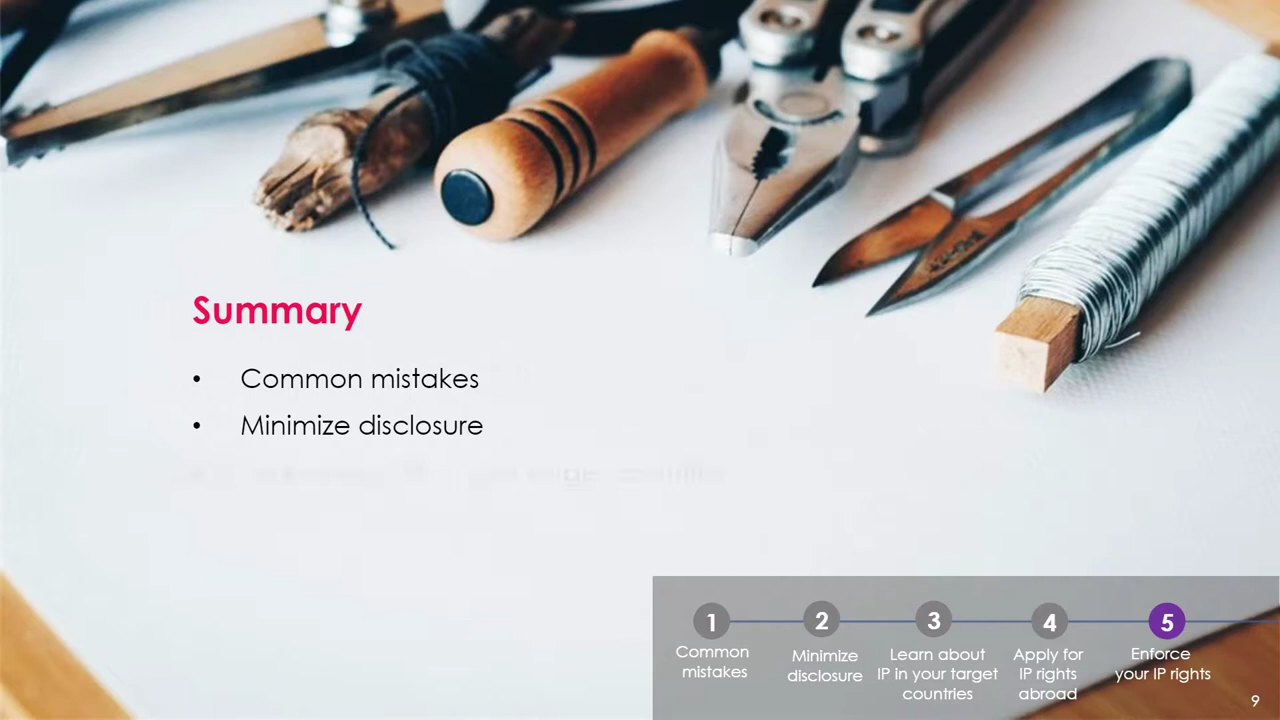 Summary
• Common mistakes
• Minimize disclosure
1 2 3 4 5
Common
mistakes
Minimize
disclosure
Learn about
IP in your target
countries
Apply for
IP rights
abroad
Enforce
your IP rights
9